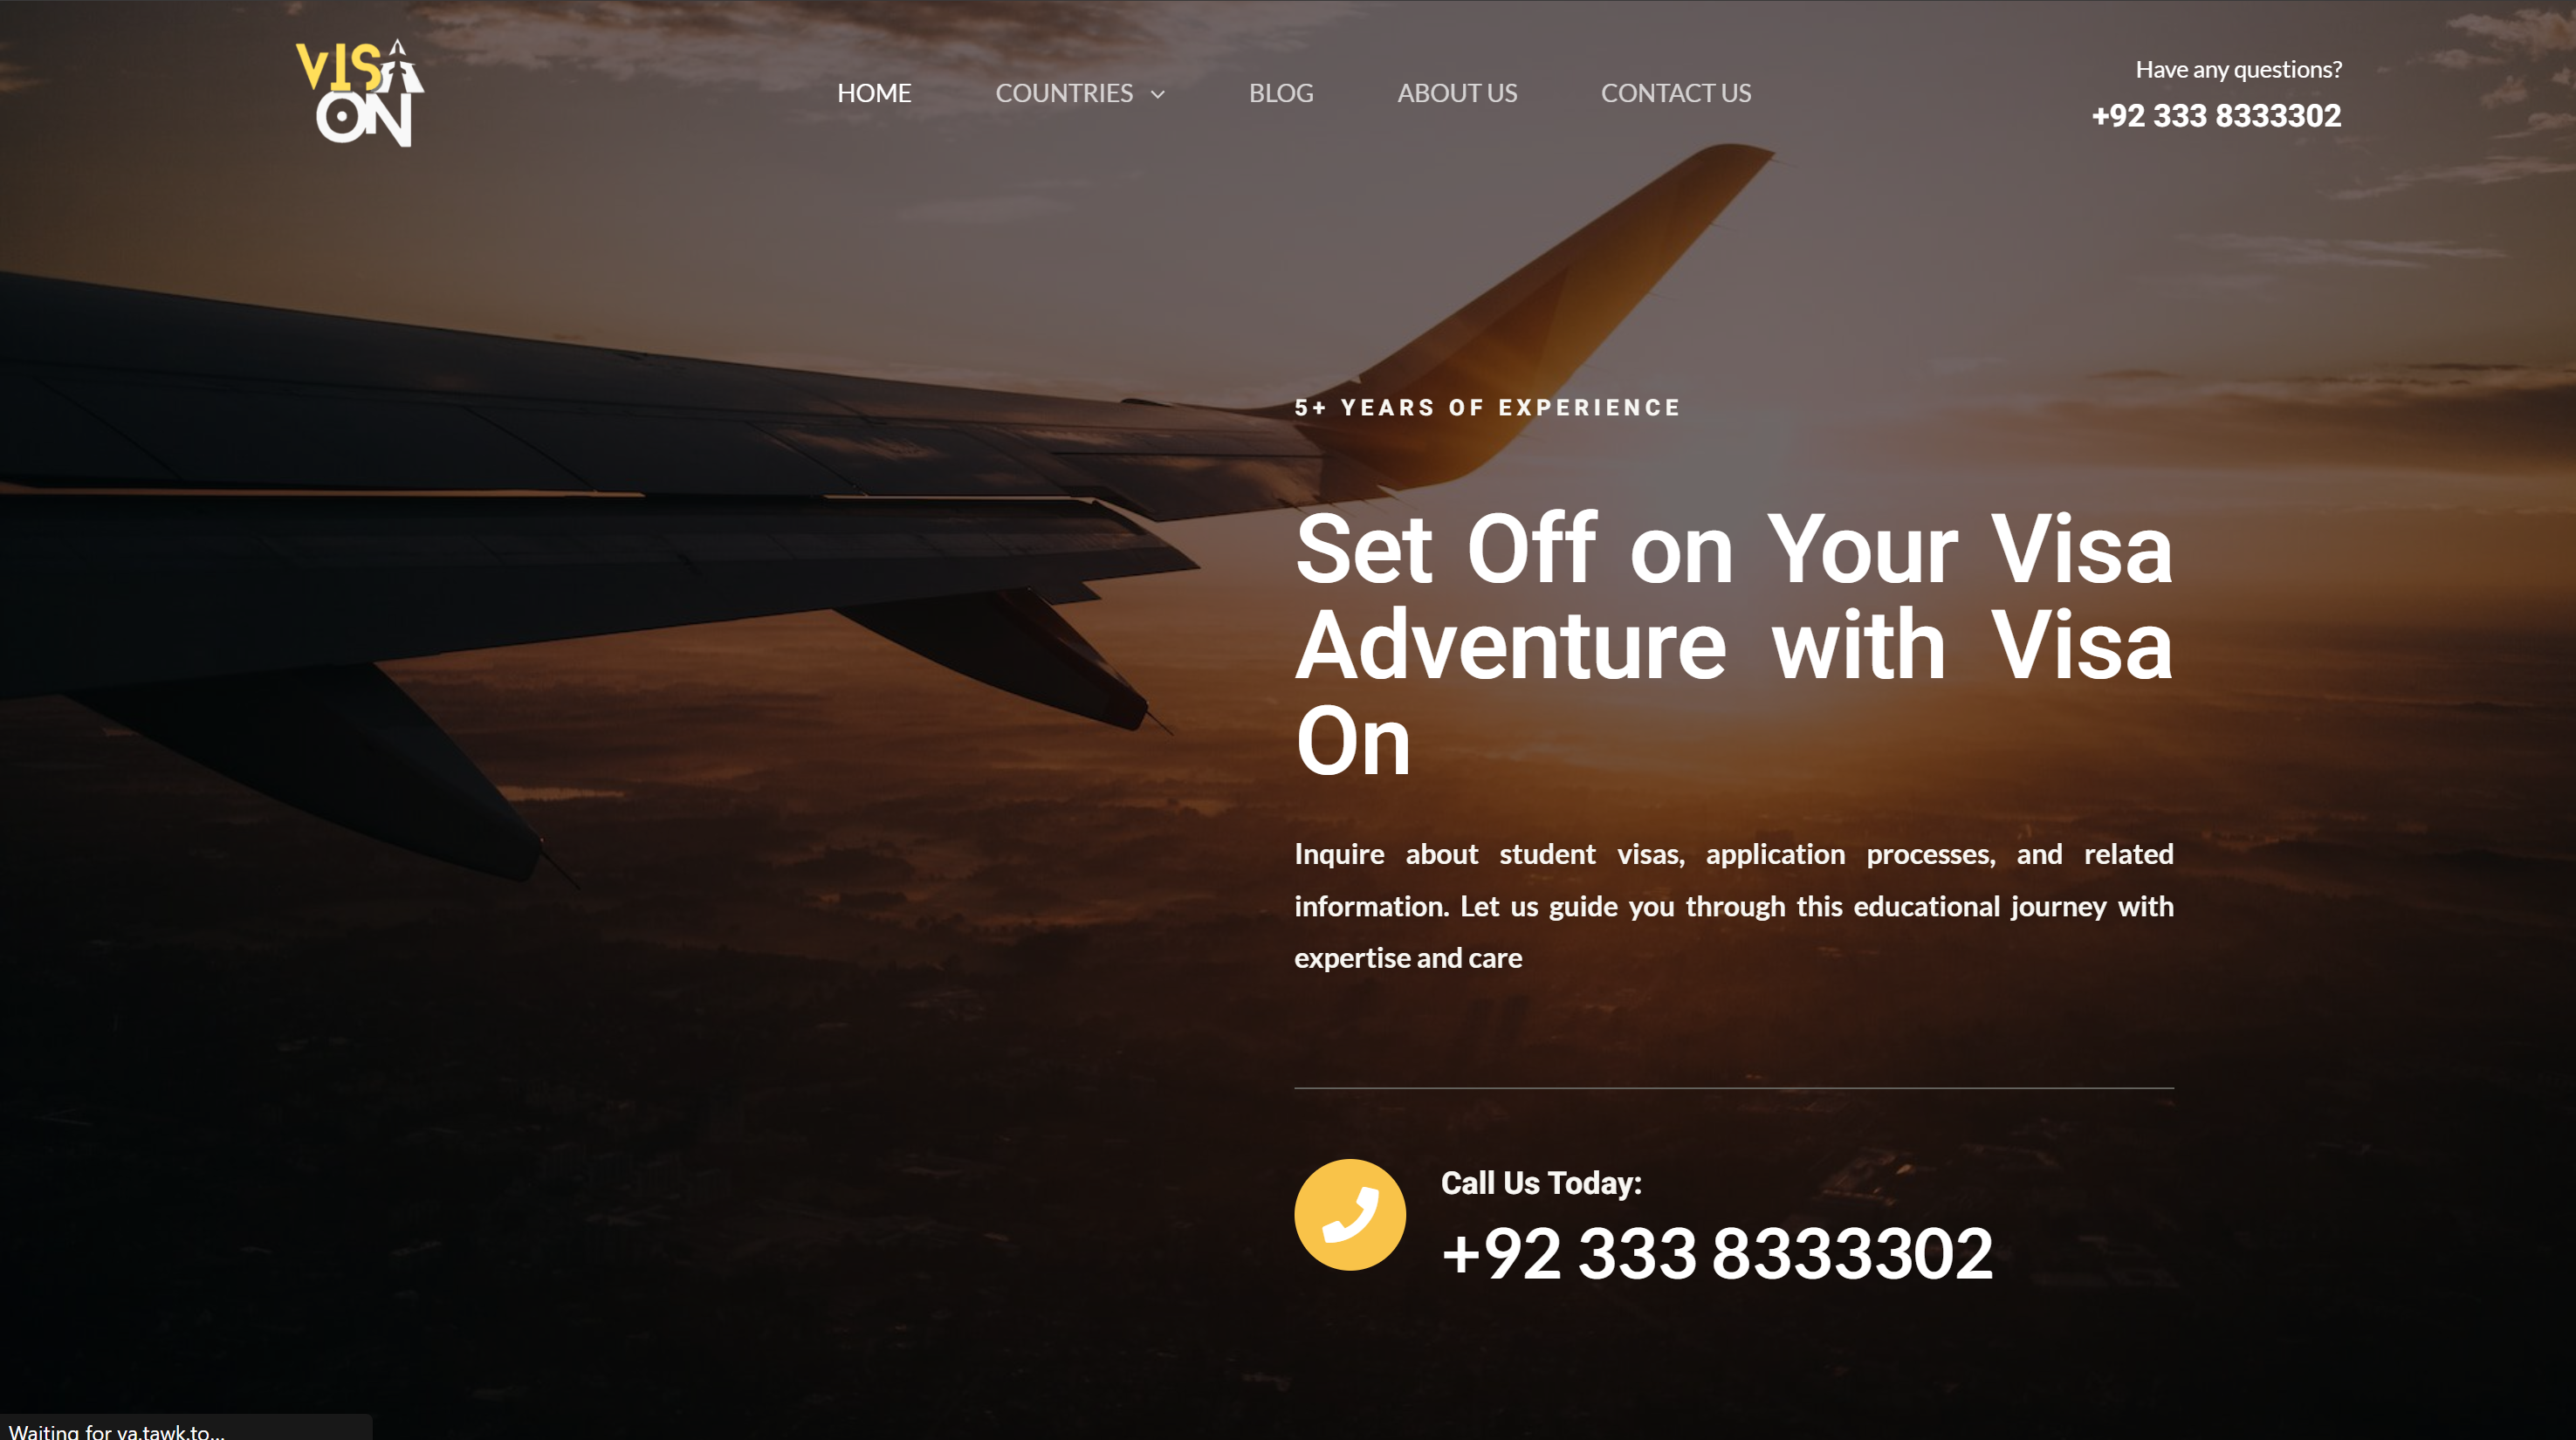 VISA
ON
HOME
COUNTRIES
BLOG
ABOUT US
CONTACT US
Have any questions?
+92 333 8333302
5+ YEARS OF EXPERIENCE
Set Off on Your Visa
Adventure with Visa
On
Inquire about student visas, application processes, and related
information. Let us guide you through this educational journey with
expertise and care
Call Us Today:
+92 333 8333302
Waiting for va.tawk.to...